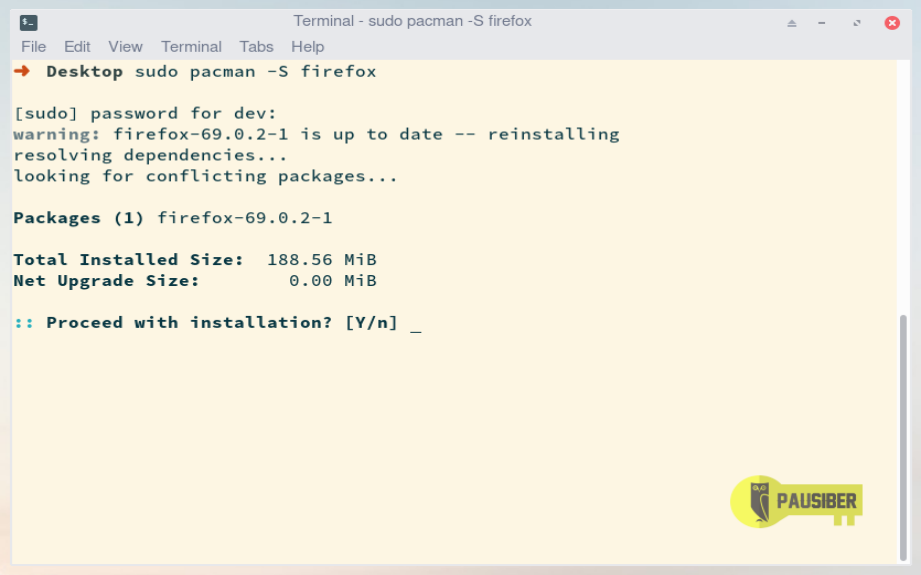 Terminal - sudo pacman -S firefox
File Edit View Terminal Tabs Help
➜ Desktop sudo pacman -S firefox
[sudo] password for dev:
warning: firefox-69.0.2-1 is up to date -- reinstalling
resolving dependencies...
looking for conflicting packages...
Packages (1) firefox-69.0.2-1
Total Installed Size: 188.56 MiB
Net Upgrade Size: 0.00 MiB
:: Proceed with installation? [Y/n] _
PAUSIBER